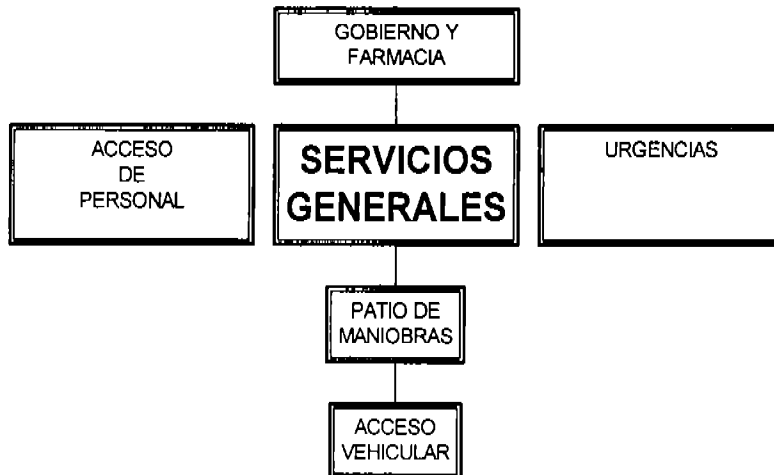 GOBIERNO Y
FARMACIA
ACCESO
DE
PERSONAL
SERVICIOS
GENERALES
URGENCIAS
PATIO DE
MANIOBRAS
ACCESO
VEHICULAR